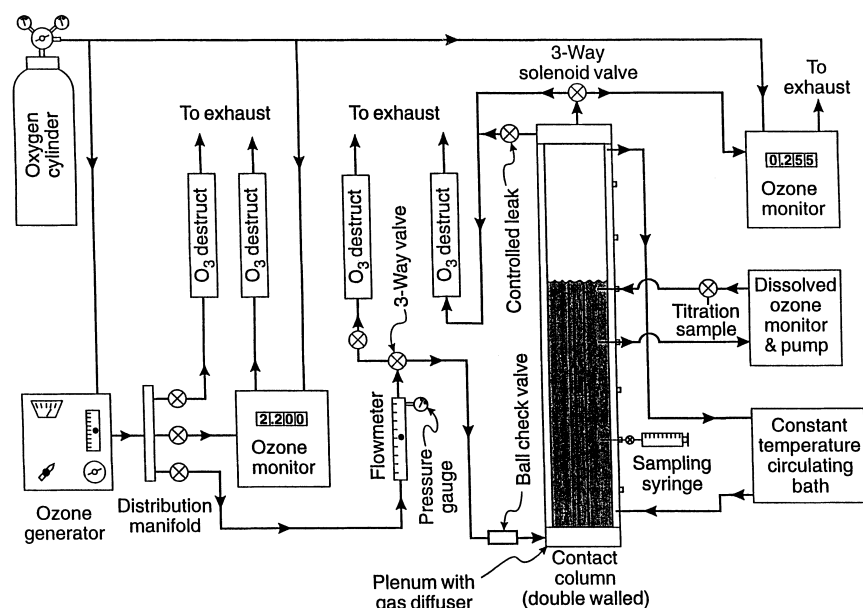 Oxygen
cylinder
3-Way
solenoid valve
To
exhaust
To exhaust
To exhaust
O3 destruct
O3 destruct
O3 destruct
O3 destruct
3-Way valve
Controlled leak
0.255
Ozone
monitor
Titration
sample
Dissolved
ozone
monitor
& pump
2.200
Ozone
monitor
Flowmeter
Pressure
gauge
Ball check valve
Sampling
syringe
Constant
temperature
circulating
bath
Ozone
generator
Distribution
manifold
Plenum with
gas diffuser
Contact
column
(double walled)